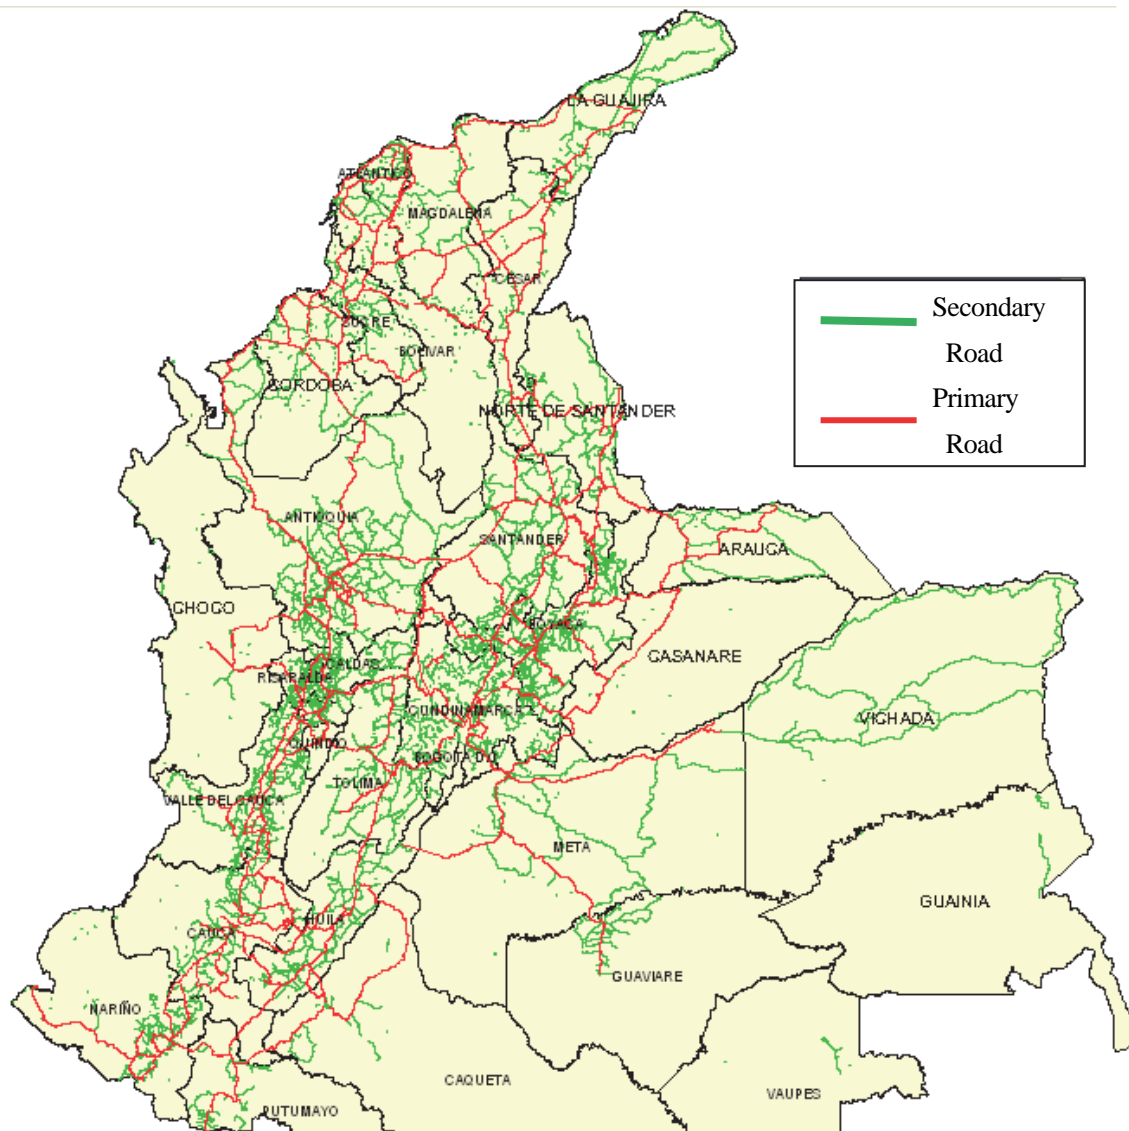 LA GUAJIRA
ATLANTICO
MAGDALENA
CESAR
Secondary
Road
Primary
Road
SUCRE
BOLIVAR
CORDOBA
NORTE DE SANTANDER
ANTIOQUIA
SANTANDER
ARAUCA
CHOCO
BOYACA
CASANARE
CALDAS
RISARALDA
CUNDINAMARCA
VICHADA
QUINDIO
BOGOTA D.C
TOLIMA
VALLE DEL CAUCA
META
GUAINIA
HUILA
CAUCA
GUAVIARE
NARIÑO
CAQUETA
VAUPES
PUTUMAYO